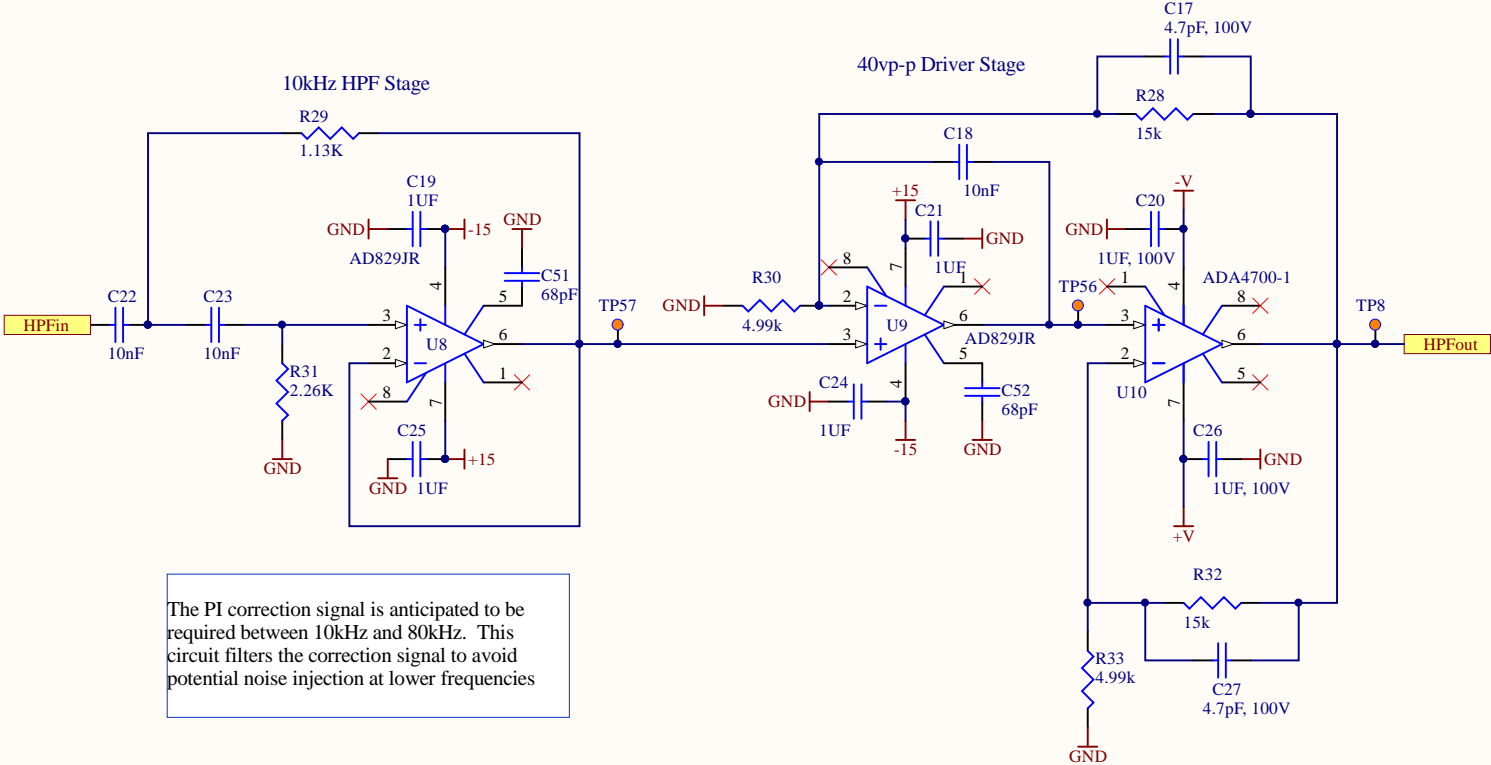 C17
4.7pF, 100V
40vp-p Driver Stage
10kHz HPF Stage
R28
15k
R29
1.13K
C18
10nF
C19
1UF
GND
-15
AD829JR
GND
C51
68pF
+15
C21
GND
1UF
-V
C20
GND
1UF, 100V
ADA4700-1
4
5
8
7
1
1
4
8
C22
10nF
C23
10nF
HPFin
3
2
U8
6
TP57
R30
GND
4.99k
2
3
U9
6
AD829JR
TP56
3
2
U10
6
TP8
HPFout
R31
2.26K
GND
8
7
1
4
5
7
5
C24
GND
1UF
-15
C52
68pF
GND
C25
+15
GND
1UF
C26
GND
1UF, 100V
+V
R32
15k
The PI correction signal is anticipated to be
required between 10kHz and 80kHz. This
circuit filters the correction signal to avoid
potential noise injection at lower frequencies
R33
4.99k
C27
4.7pF, 100V
GND